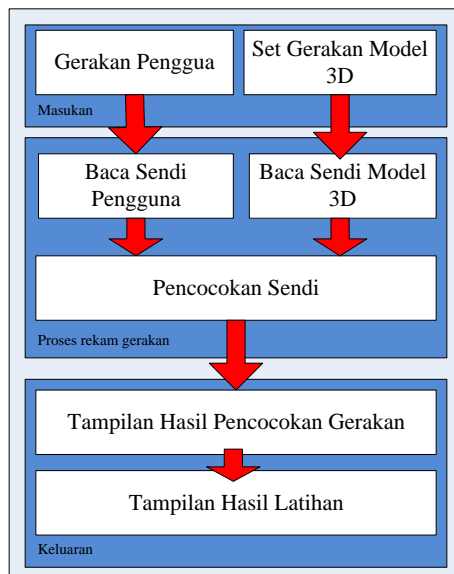 Gerakan Penggua
Set Gerakan Model
3D
Masukan
Baca Sendi
Pengguna
Baca Sendi Model
3D
Pencocokan Sendi
Proses rekam gerakan
Tampilan Hasil Pencocokan Gerakan
Tampilan Hasil Latihan
Keluaran